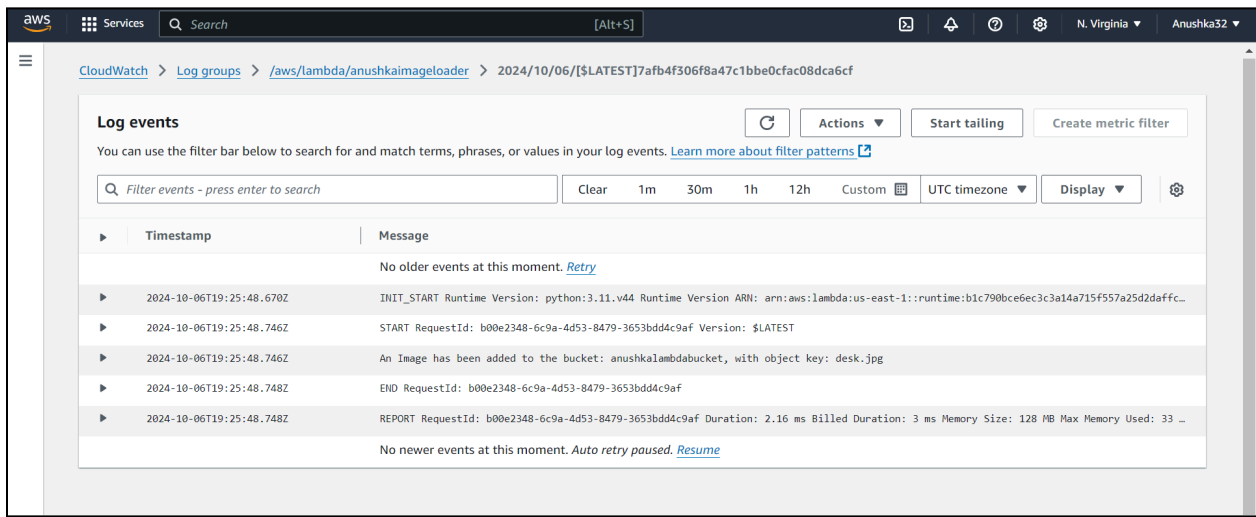 aws Services Search [Alt+S] N. Virginia ▼ Anushka32 ▼
CloudWatch > Log groups > /aws/lambda/anushkaimageloader > 2024/10/06/[$LATEST]7afb4f306f8a47c1bbe0cfac08dca6cf
Log events Actions ▼ Start tailing Create metric filter
You can use the filter bar below to search for and match terms, phrases, or values in your log events. Learn more about filter patterns
Filter events - press enter to search Clear 1m 30m 1h 12h Custom UTC timezone ▼ Display ▼
Timestamp Message
No older events at this moment. Retry
2024-10-06T19:25:48.670Z INIT_START Runtime Version: python:3.11.v44 Runtime Version ARN: arn:aws:lambda:us-east-1::runtime:b1c790bce6ec3c3a14a715f557a25d2daffc…
2024-10-06T19:25:48.746Z START RequestId: b00e2348-6c9a-4d53-8479-3653bdd4c9af Version: $LATEST
2024-10-06T19:25:48.746Z An Image has been added to the bucket: anushkalambdabucket, with object key: desk.jpg
2024-10-06T19:25:48.748Z END RequestId: b00e2348-6c9a-4d53-8479-3653bdd4c9af
2024-10-06T19:25:48.748Z REPORT RequestId: b00e2348-6c9a-4d53-8479-3653bdd4c9af Duration: 2.16 ms Billed Duration: 3 ms Memory Size: 128 MB Max Memory Used: 33 …
No newer events at this moment. Auto retry paused. Resume